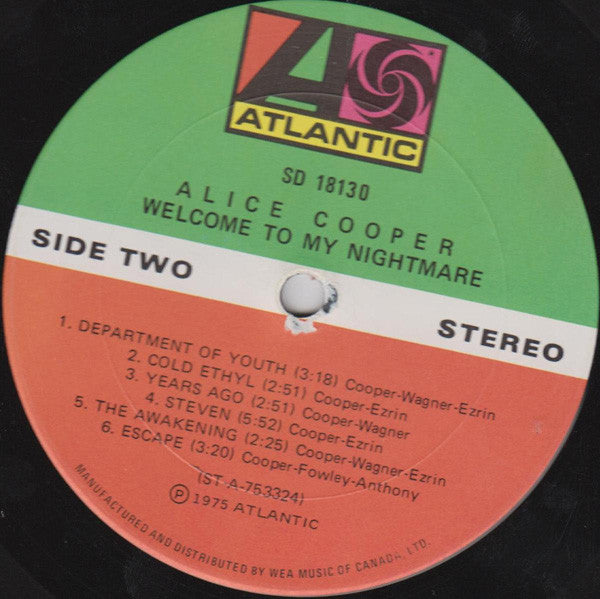 ATLANTIC
SD 18130
ALICE COOPER
WELCOME TO MY NIGHTMARE
SIDE TWO
STEREO
1. DEPARTMENT OF YOUTH (3:18) Cooper-Wagner-Ezrin
2. COLD ETHYL (2:51) Cooper-Ezrin
3. YEARS AGO (2:51) Cooper-Wagner
4. STEVEN (5:52) Cooper-Ezrin
5. THE AWAKENING (2:25) Cooper-Wagner-Ezrin
6. ESCAPE (3:20) Cooper-Fowley-Anthony
(ST-A-753324)
Ⓟ 1975 ATLANTIC
MANUFACTURED AND DISTRIBUTED BY WEA MUSIC OF CANADA, LTD.